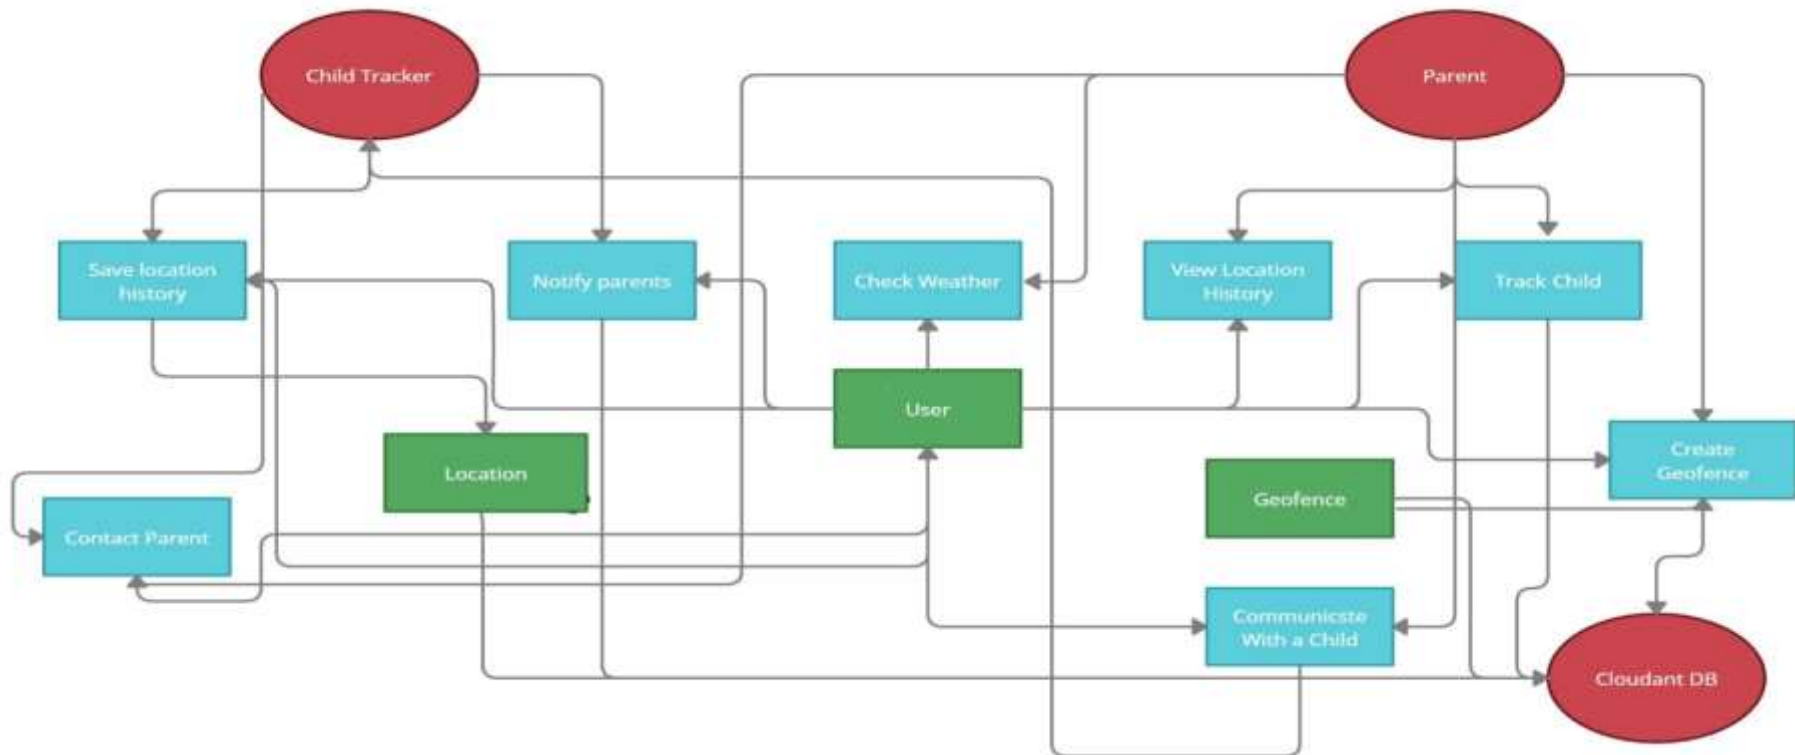 Child Tracker
Parent
Save location
history
Notify parents
Check Weather
View Location
History
Track Child
User
Location
Geofence
Create
Geofence
Contact Parent
Communicste
With a Child
Cloudant DB